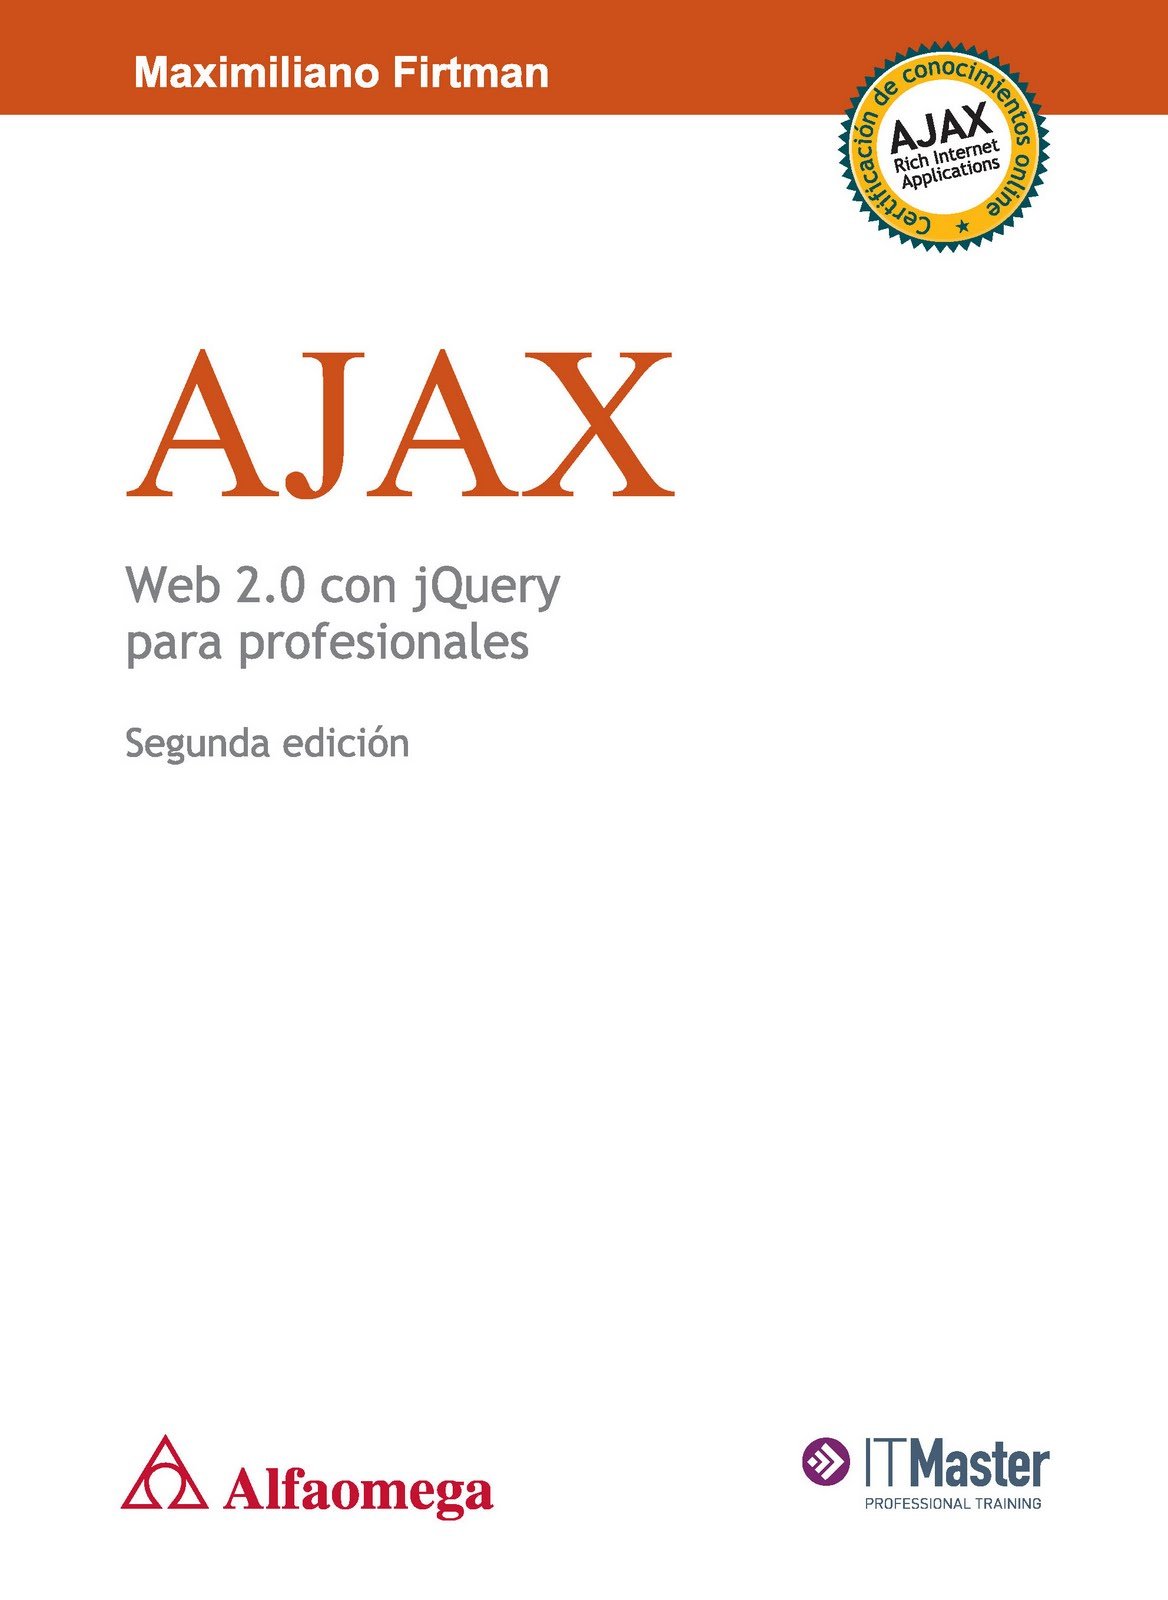 Maximiliano Firtman
Certificación de conocimientos online
AJAX
Rich Internet
Applications
AJAX
Web 2.0 con jQuery
para profesionales
Segunda edición
Alfaomega
ITMaster
PROFESSIONAL TRAINING